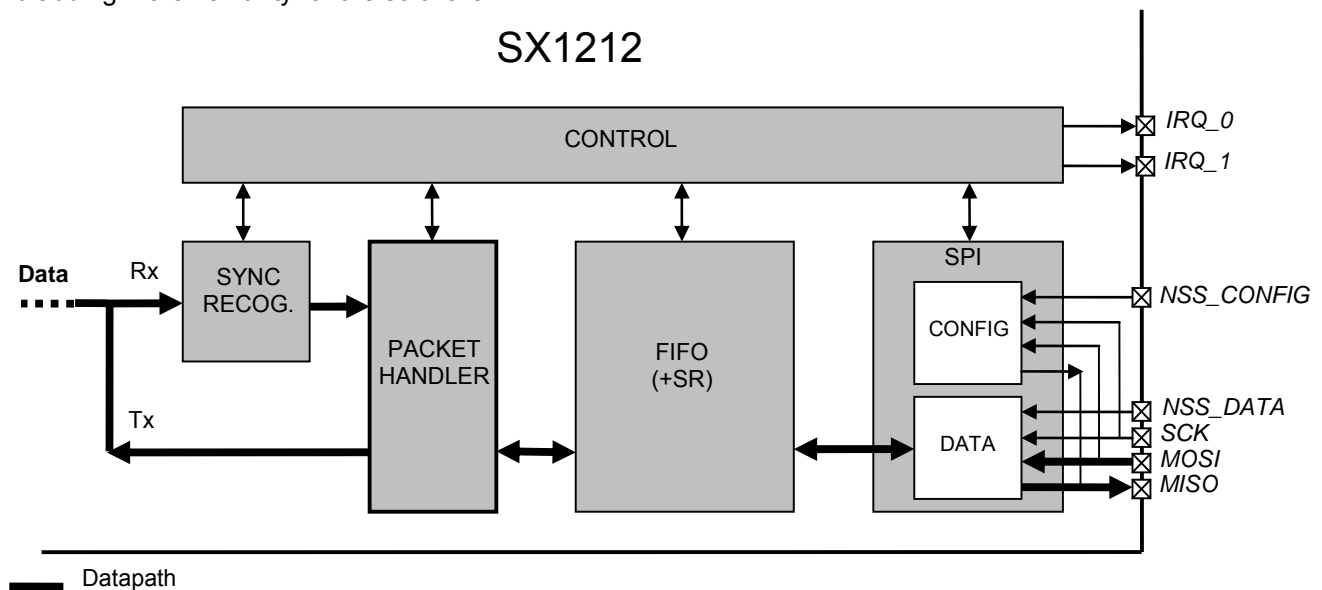 SX1212
CONTROL
IRQ_0
IRQ_1
Data
Rx
SYNC
RECOG.
PACKET
HANDLER
FIFO
(+SR)
SPI
CONFIG
DATA
NSS_CONFIG
NSS_DATA
SCK
MOSI
MISO
Tx
Datapath